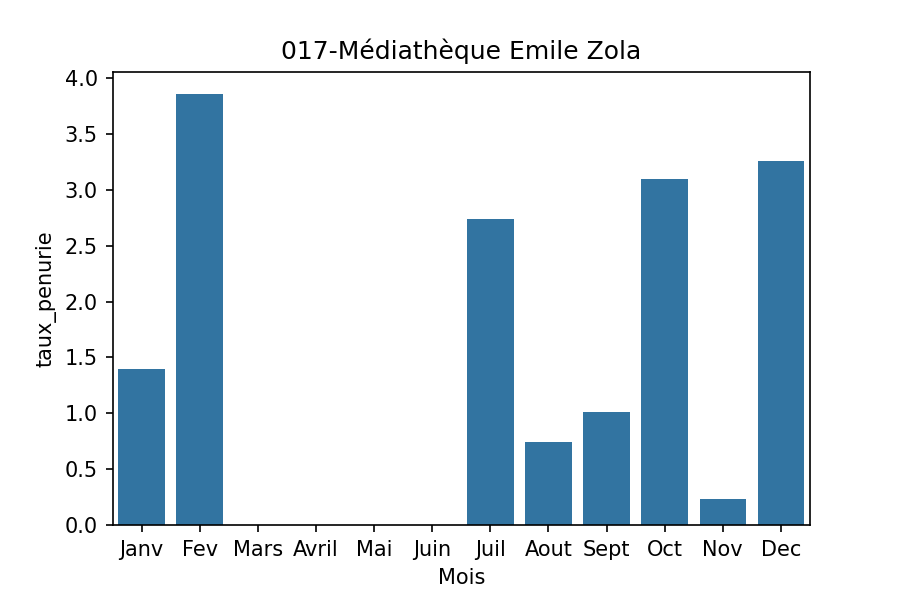 017-Médiathèque Emile Zola
4.0
3.5
3.0
2.5
2.0
1.5
1.0
0.5
0.0
taux_penurie
Janv Fev Mars Avril Mai Juin Juil Aout Sept Oct Nov Dec
Mois